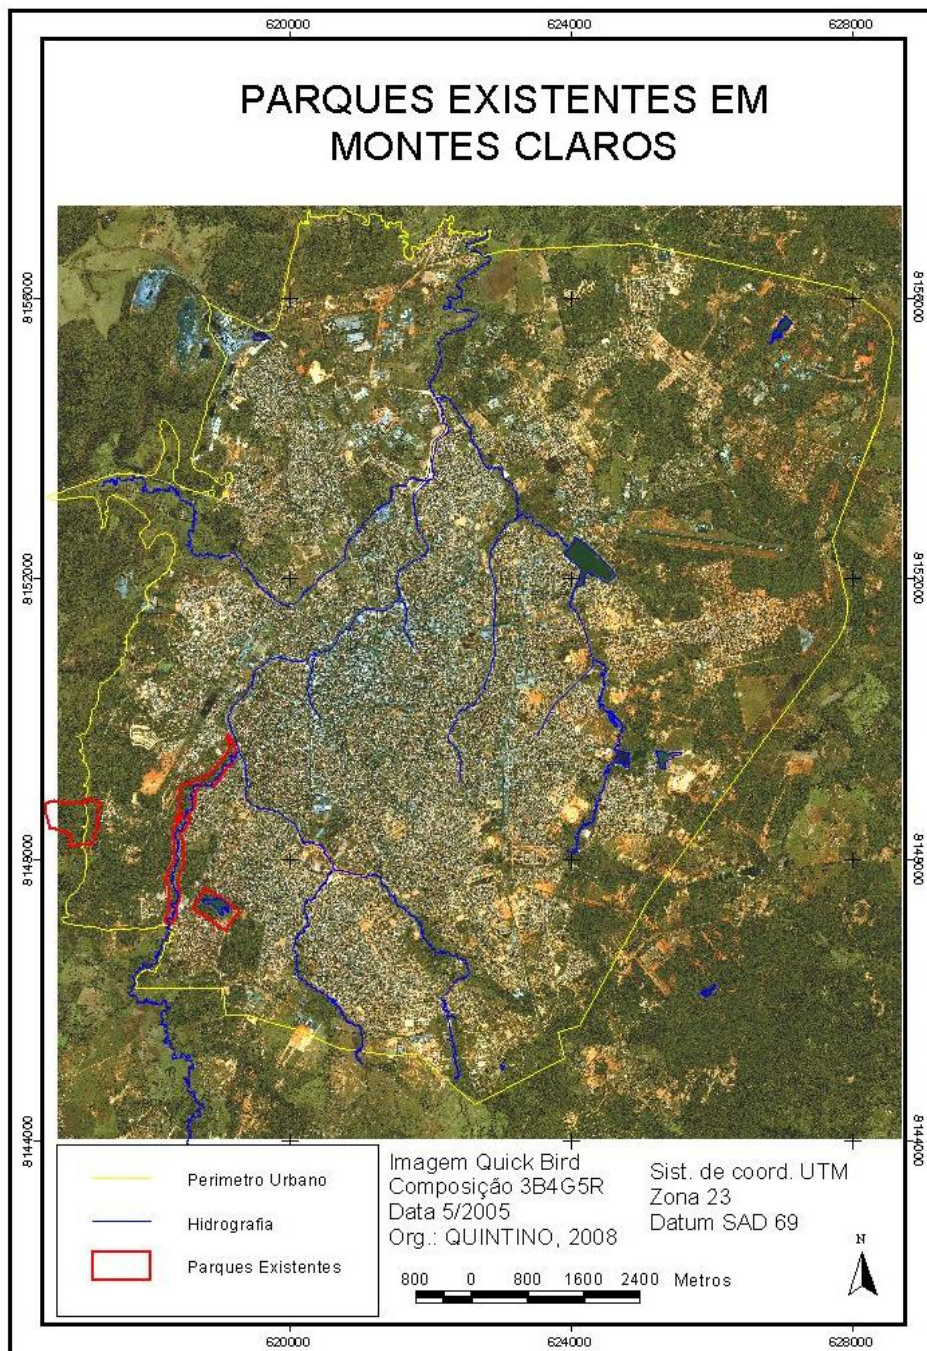 620000
624000
628000
PARQUES EXISTENTES EM
MONTES CLAROS
8156000
8156000
8152000
8152000
8148000
8148000
8144000
8144000
Perimetro Urbano
Hidrografia
Parques Existentes
Imagem Quick Bird
Composição 3B4G5R
Data 5/2005
Org.: QUINTINO, 2008
Sist. de coord. UTM
Zona 23
Datum SAD 69
N
800 0 800 1600 2400 Metros
620000
624000
628000